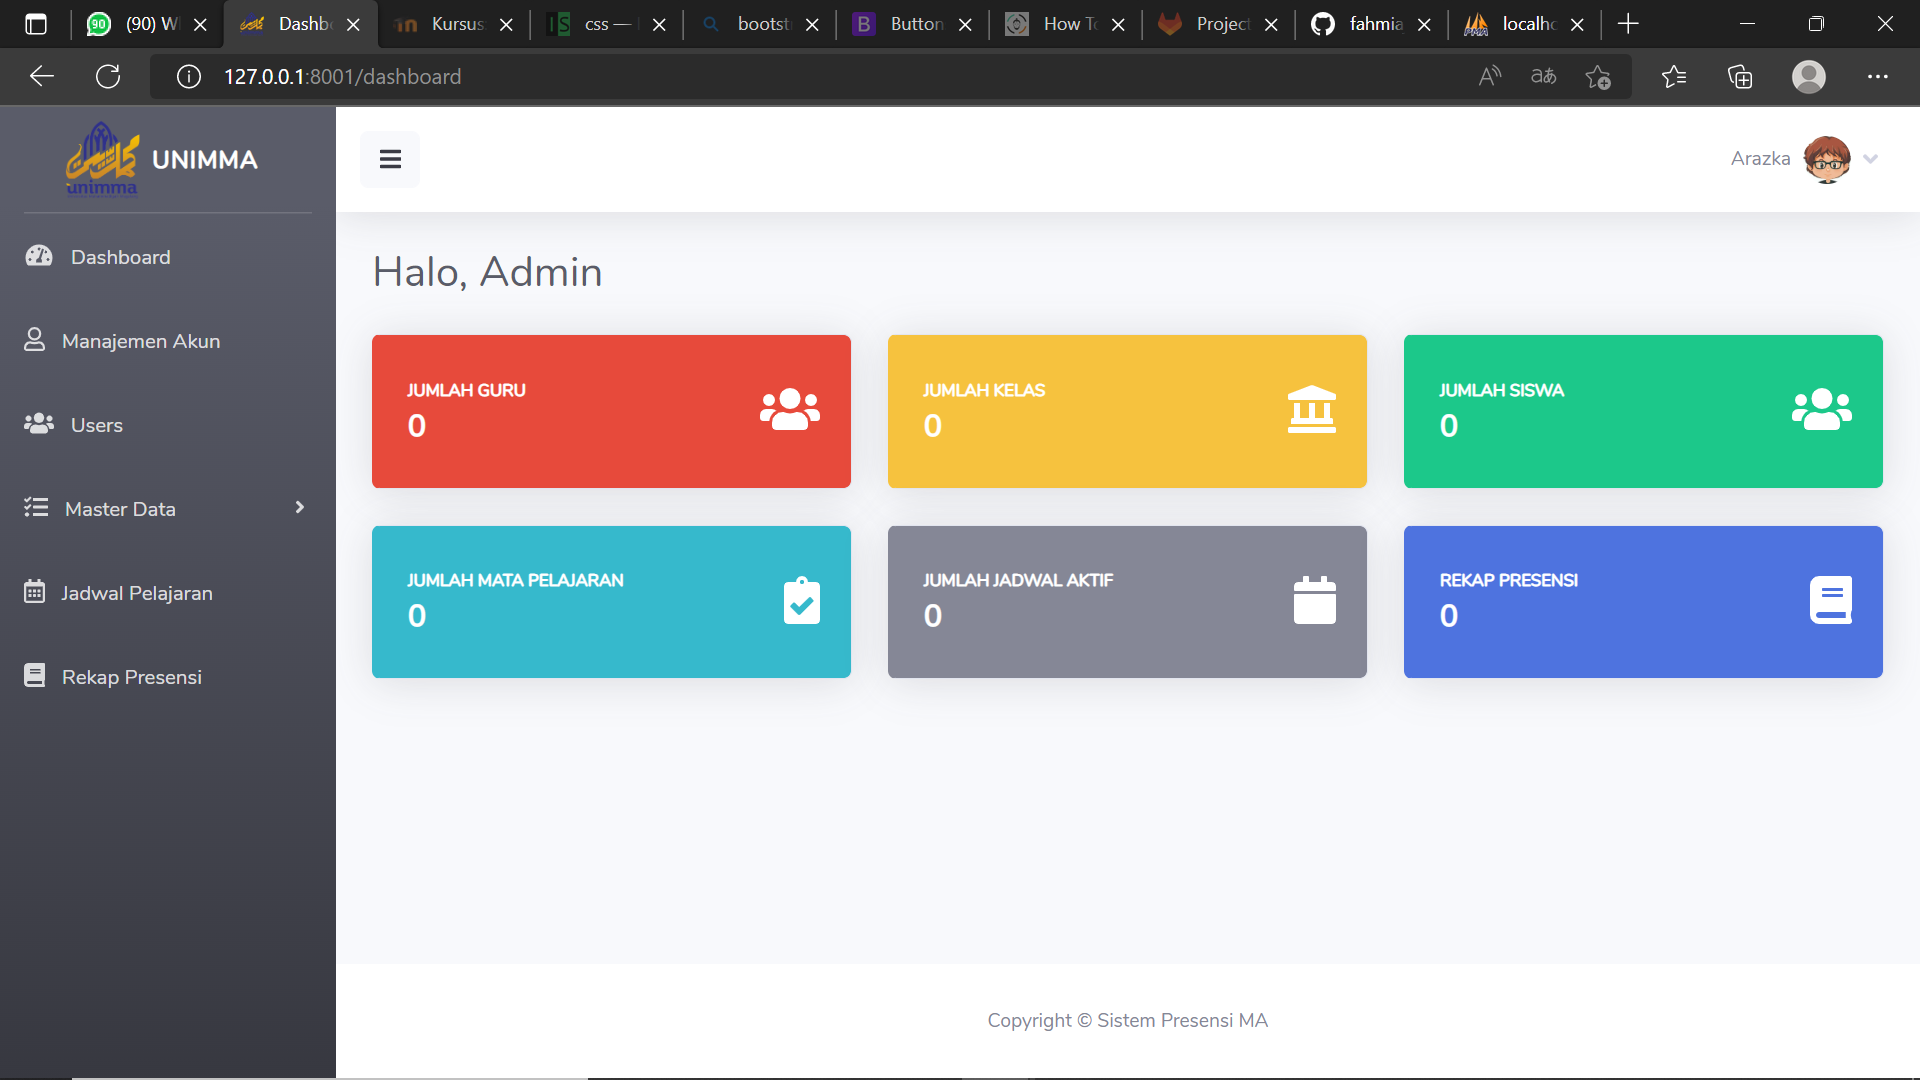 (90) W
Dashb
Kursus
css —
bootst
Button
How To
Project
fahmia
localho
127.0.0.1:8001/dashboard
unimma
UNIMMA
Arazka
Dashboard
Manajemen Akun
Users
Master Data
Jadwal Pelajaran
Rekap Presensi
Halo, Admin
JUMLAH GURU
0
JUMLAH KELAS
0
JUMLAH SISWA
0
JUMLAH MATA PELAJARAN
0
JUMLAH JADWAL AKTIF
0
REKAP PRESENSI
0
Copyright © Sistem Presensi MA